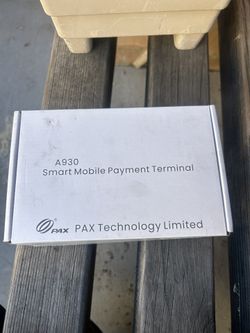 A930
Smart Mobile Payment Terminal
PAX PAX Technology Limited